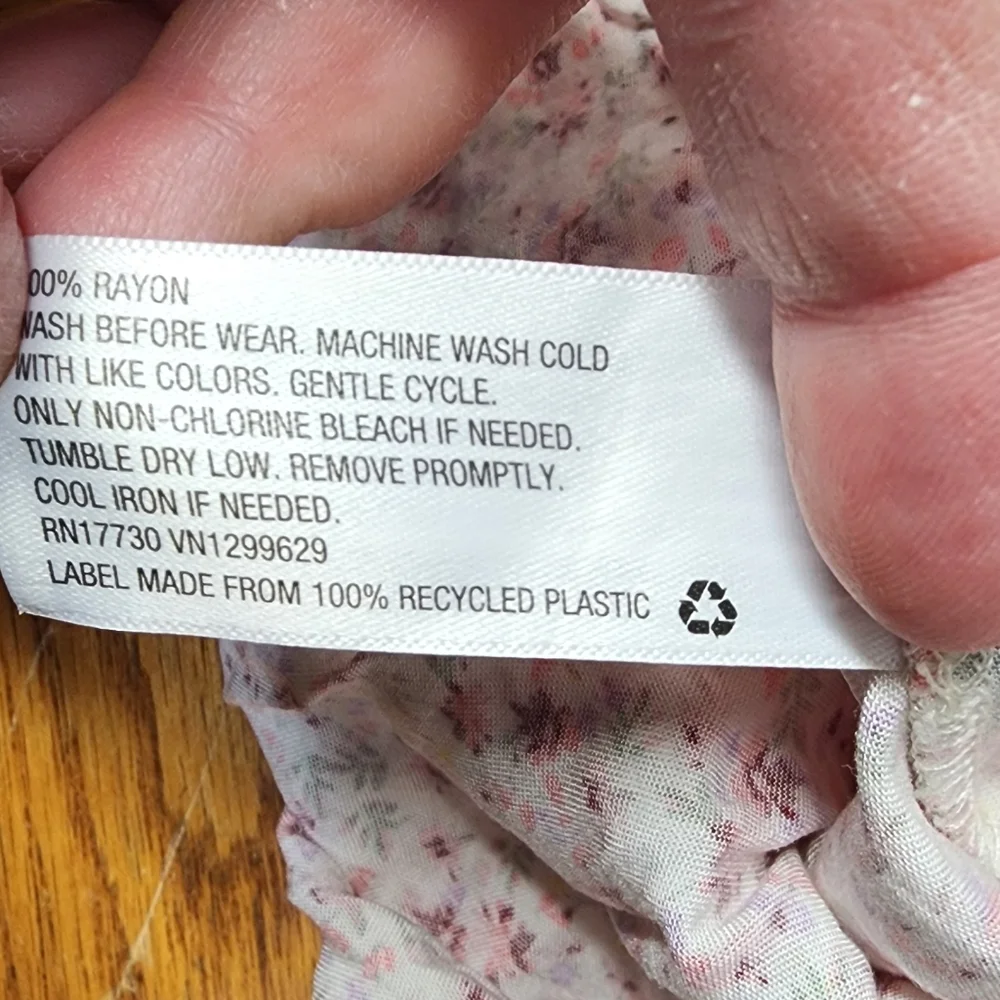 00% RAYON
WASH BEFORE WEAR. MACHINE WASH COLD
WITH LIKE COLORS. GENTLE CYCLE.
ONLY NON-CHLORINE BLEACH IF NEEDED.
TUMBLE DRY LOW. REMOVE PROMPTLY.
COOL IRON IF NEEDED.
RN17730 VN1299629
LABEL MADE FROM 100% RECYCLED PLASTIC